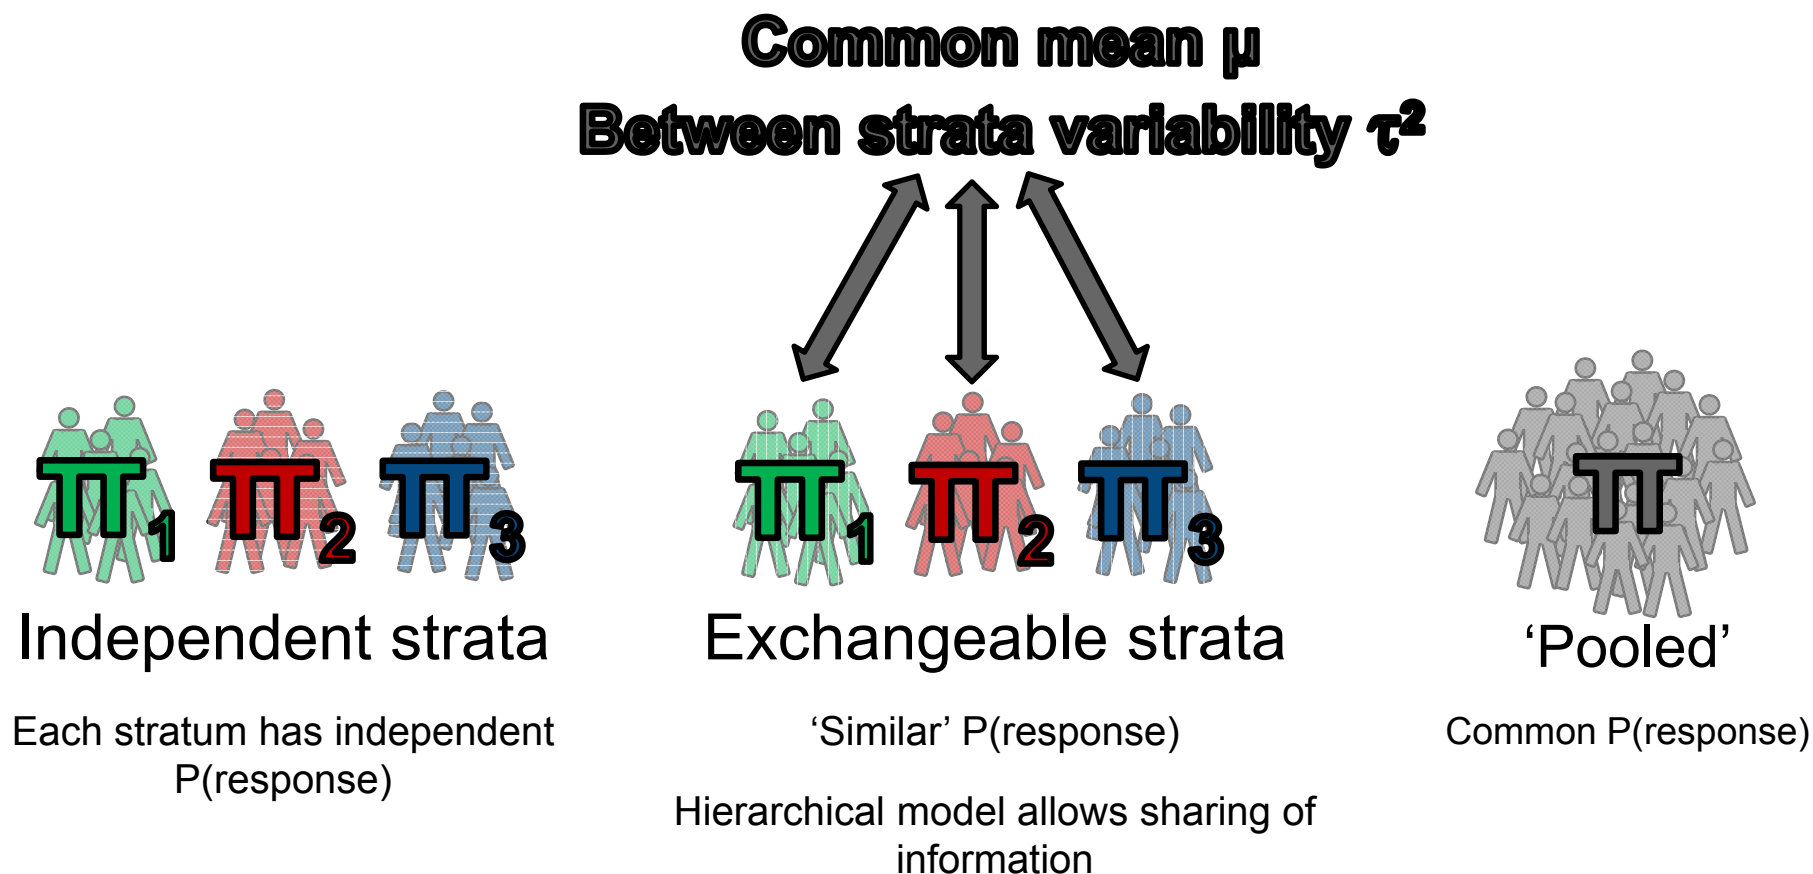 Common mean μ
Between strata variability τ²
π1 π2 π3
π1 π2 π3
π
Independent strata
Exchangeable strata
‘Pooled’
Each stratum has independent
P(response)
‘Similar’ P(response)
Hierarchical model allows sharing of
information
Common P(response)